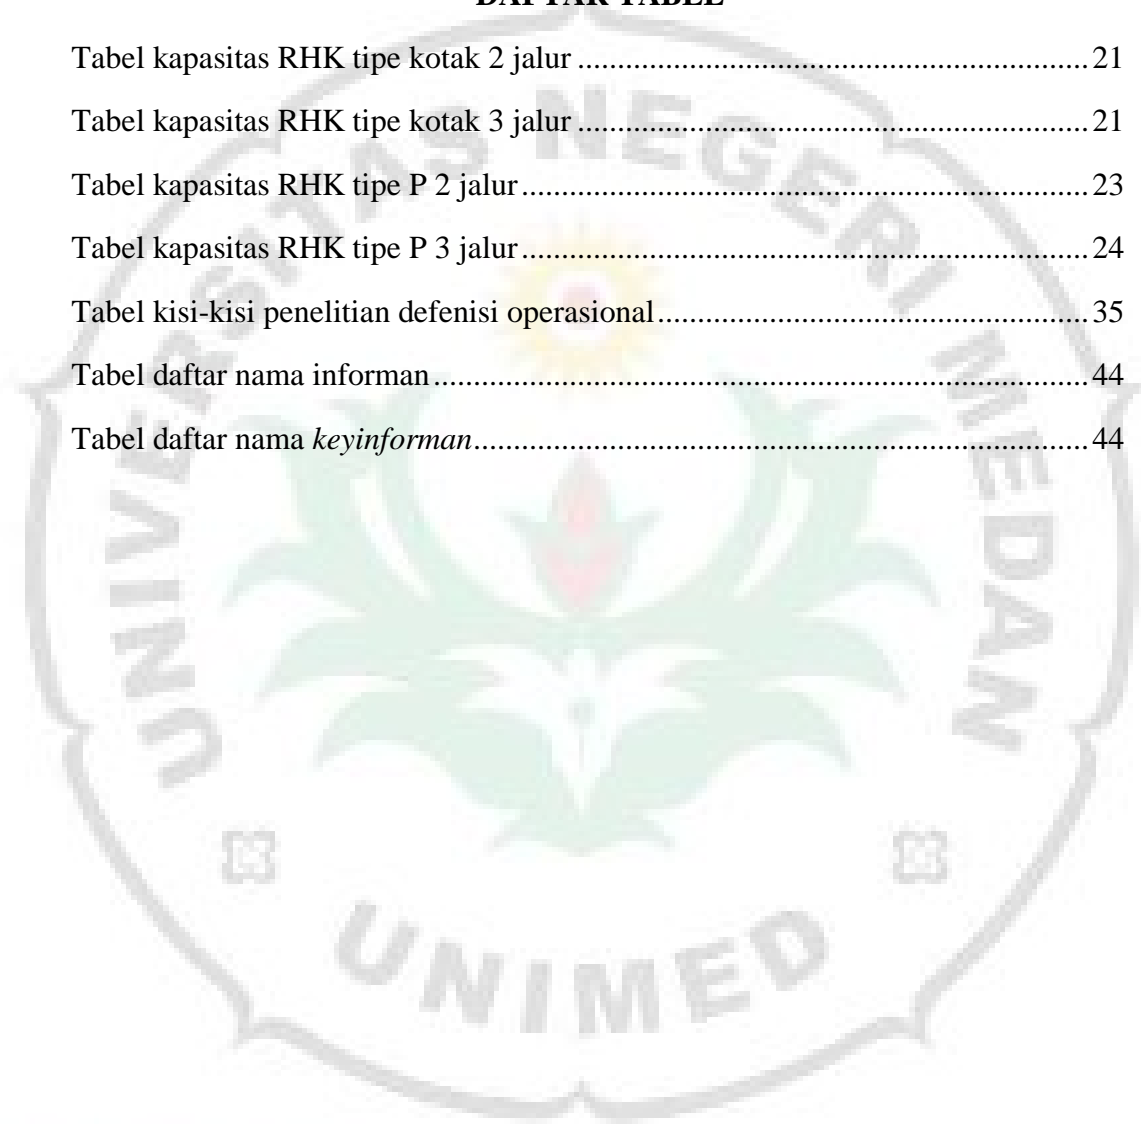 DAFTAR TABEL
Tabel kapasitas RHK tipe kotak 2 jalur ................................................................ 21
Tabel kapasitas RHK tipe kotak 3 jalur ................................................................ 21
Tabel kapasitas RHK tipe P 2 jalur ....................................................................... 23
Tabel kapasitas RHK tipe P 3 jalur ....................................................................... 24
Tabel kisi-kisi penelitian defenisi operasional ...................................................... 35
Tabel daftar nama informan .................................................................................. 44
Tabel daftar nama keyinforman ............................................................................. 44
UNIVERSITAS NEGERI MEDAN
UNIMED